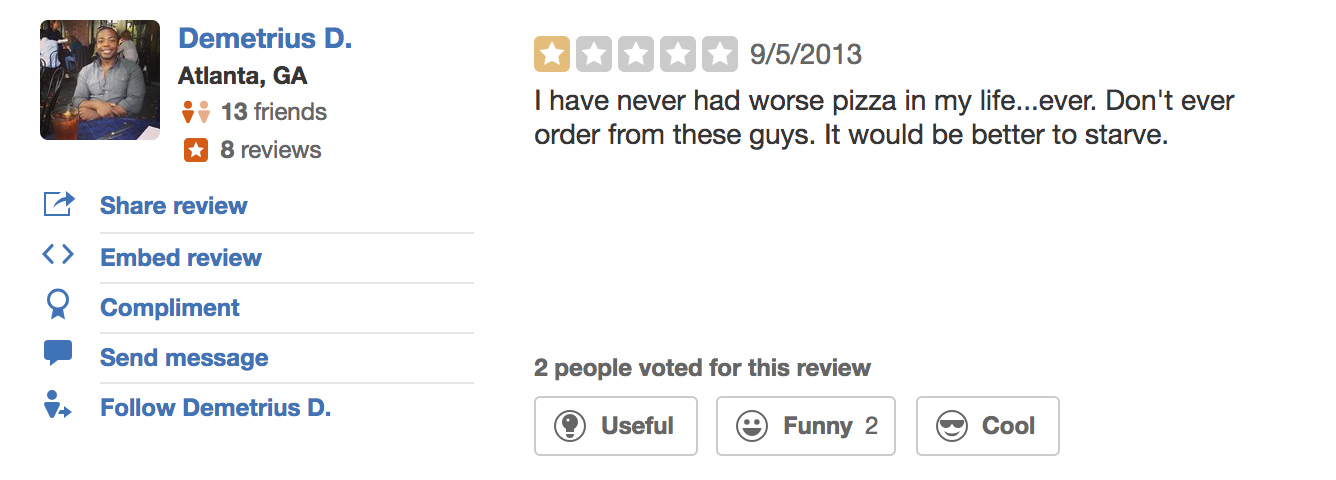 Demetrius D.
Atlanta, GA
13 friends
8 reviews
Share review
Embed review
Compliment
Send message
Follow Demetrius D.
9/5/2013
I have never had worse pizza in my life...ever. Don't ever
order from these guys. It would be better to starve.
2 people voted for this review
Useful
Funny 2
Cool